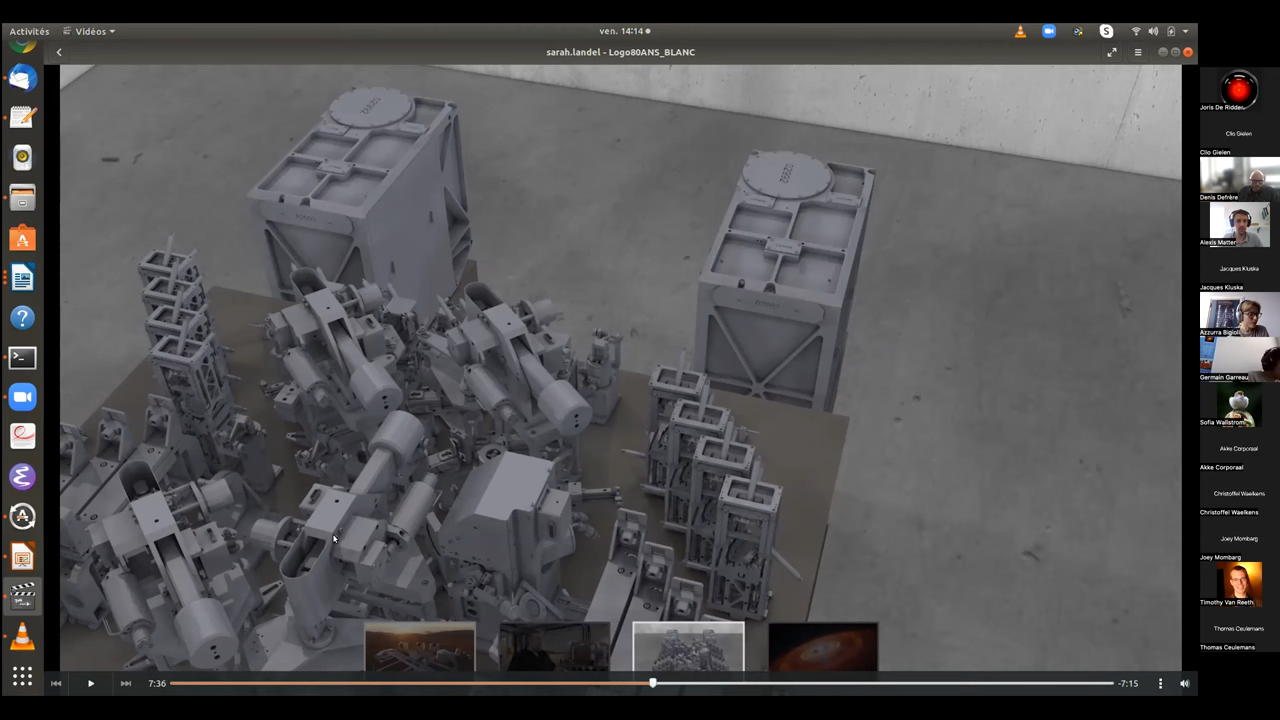 Activités
Vidéos
ven. 14:14
sarah.landel - Logo80ANS_BLANC
7:36
-7:15
Joris De Ridder
Clio Gielen
Clio Gielen
Denis Defrère
Alexis Matter
Jacques Kluska
Jacques Kluska
Azzurra Bigioli
Germain Garreau
Sofia Wallstrom
Akke Corporaal
Akke Corporaal
Christoffel Waelkens
Christoffel Waelkens
Joey Mombarg
Joey Mombarg
Timothy Van Reeth
Thomas Ceulemans
Thomas Ceulemans